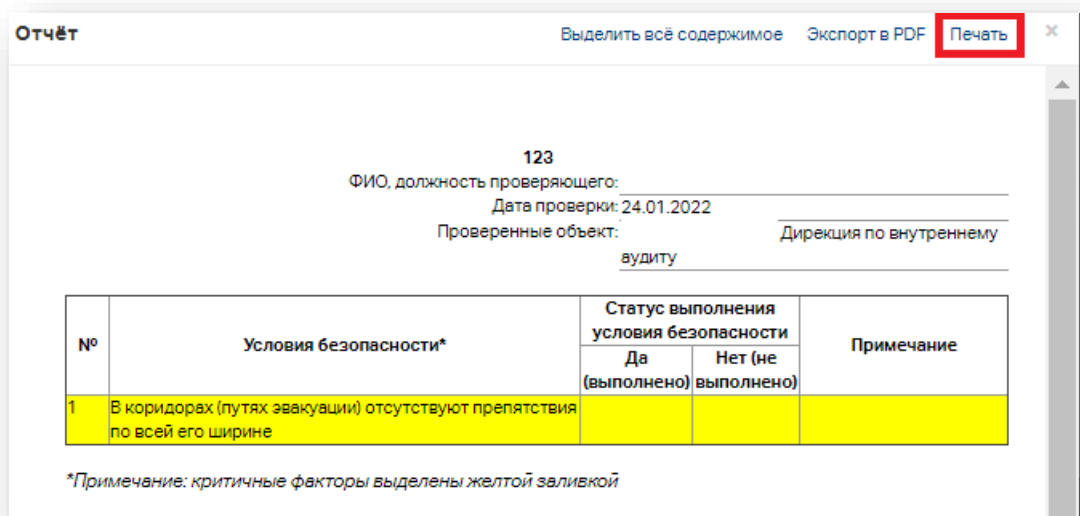 Отчёт Выделить всё содержимое Экспорт в PDF Печать ×
123
ФИО, должность проверяющего:
Дата проверки: 24.01.2022
Проверенные объект: Дирекция по внутреннему
аудиту
Статус выполнения
условия безопасности
№ Условия безопасности* Примечание
Да Нет (не
(выполнено) выполнено)
1 В коридорах (путях эвакуации) отсутствуют препятствия
по всей его ширине
*Примечание: критичные факторы выделены желтой заливкой